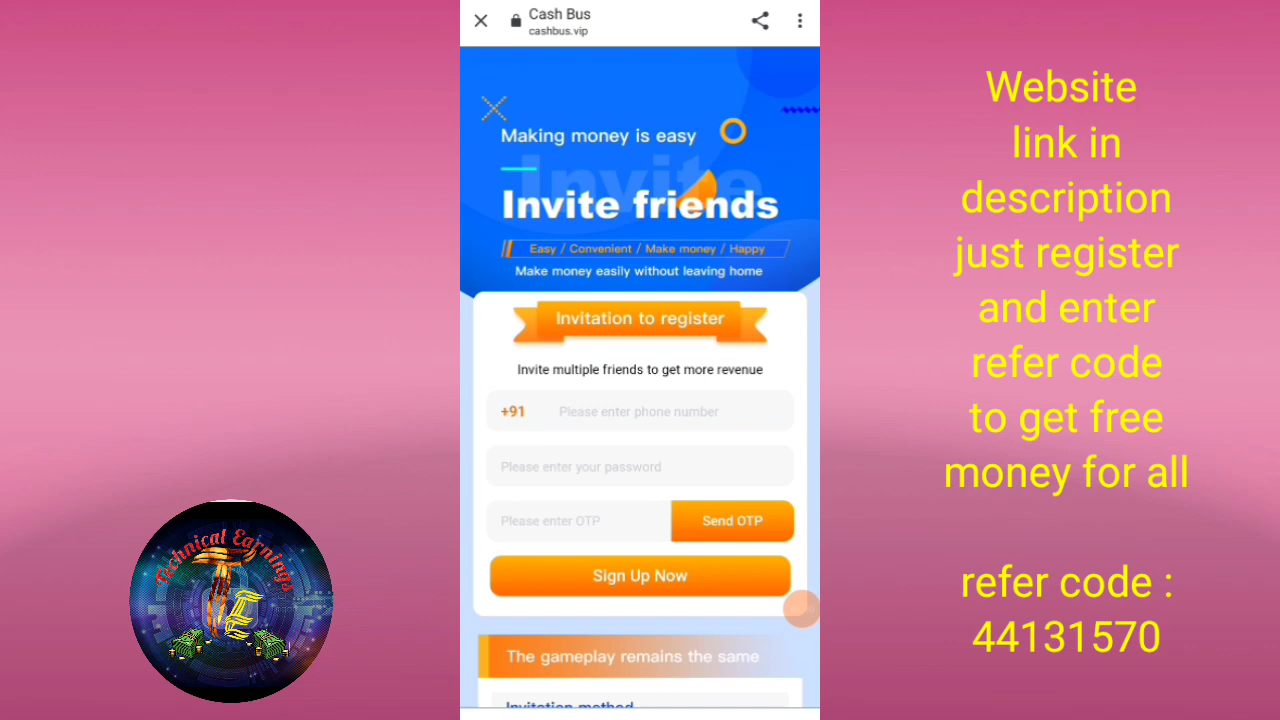 Cash Bus
cashbus.vip
Making money is easy
Invite
Invite friends
Easy / Convenient / Make money / Happy
Make money easily without leaving home
Invitation to register
Invite multiple friends to get more revenue
+91 Please enter phone number
Please enter your password
Please enter OTP Send OTP
Sign Up Now
The gameplay remains the same
Invitation method
Technical Earnings
TE
Website
link in
description
just register
and enter
refer code
to get free
money for all
refer code :
44131570